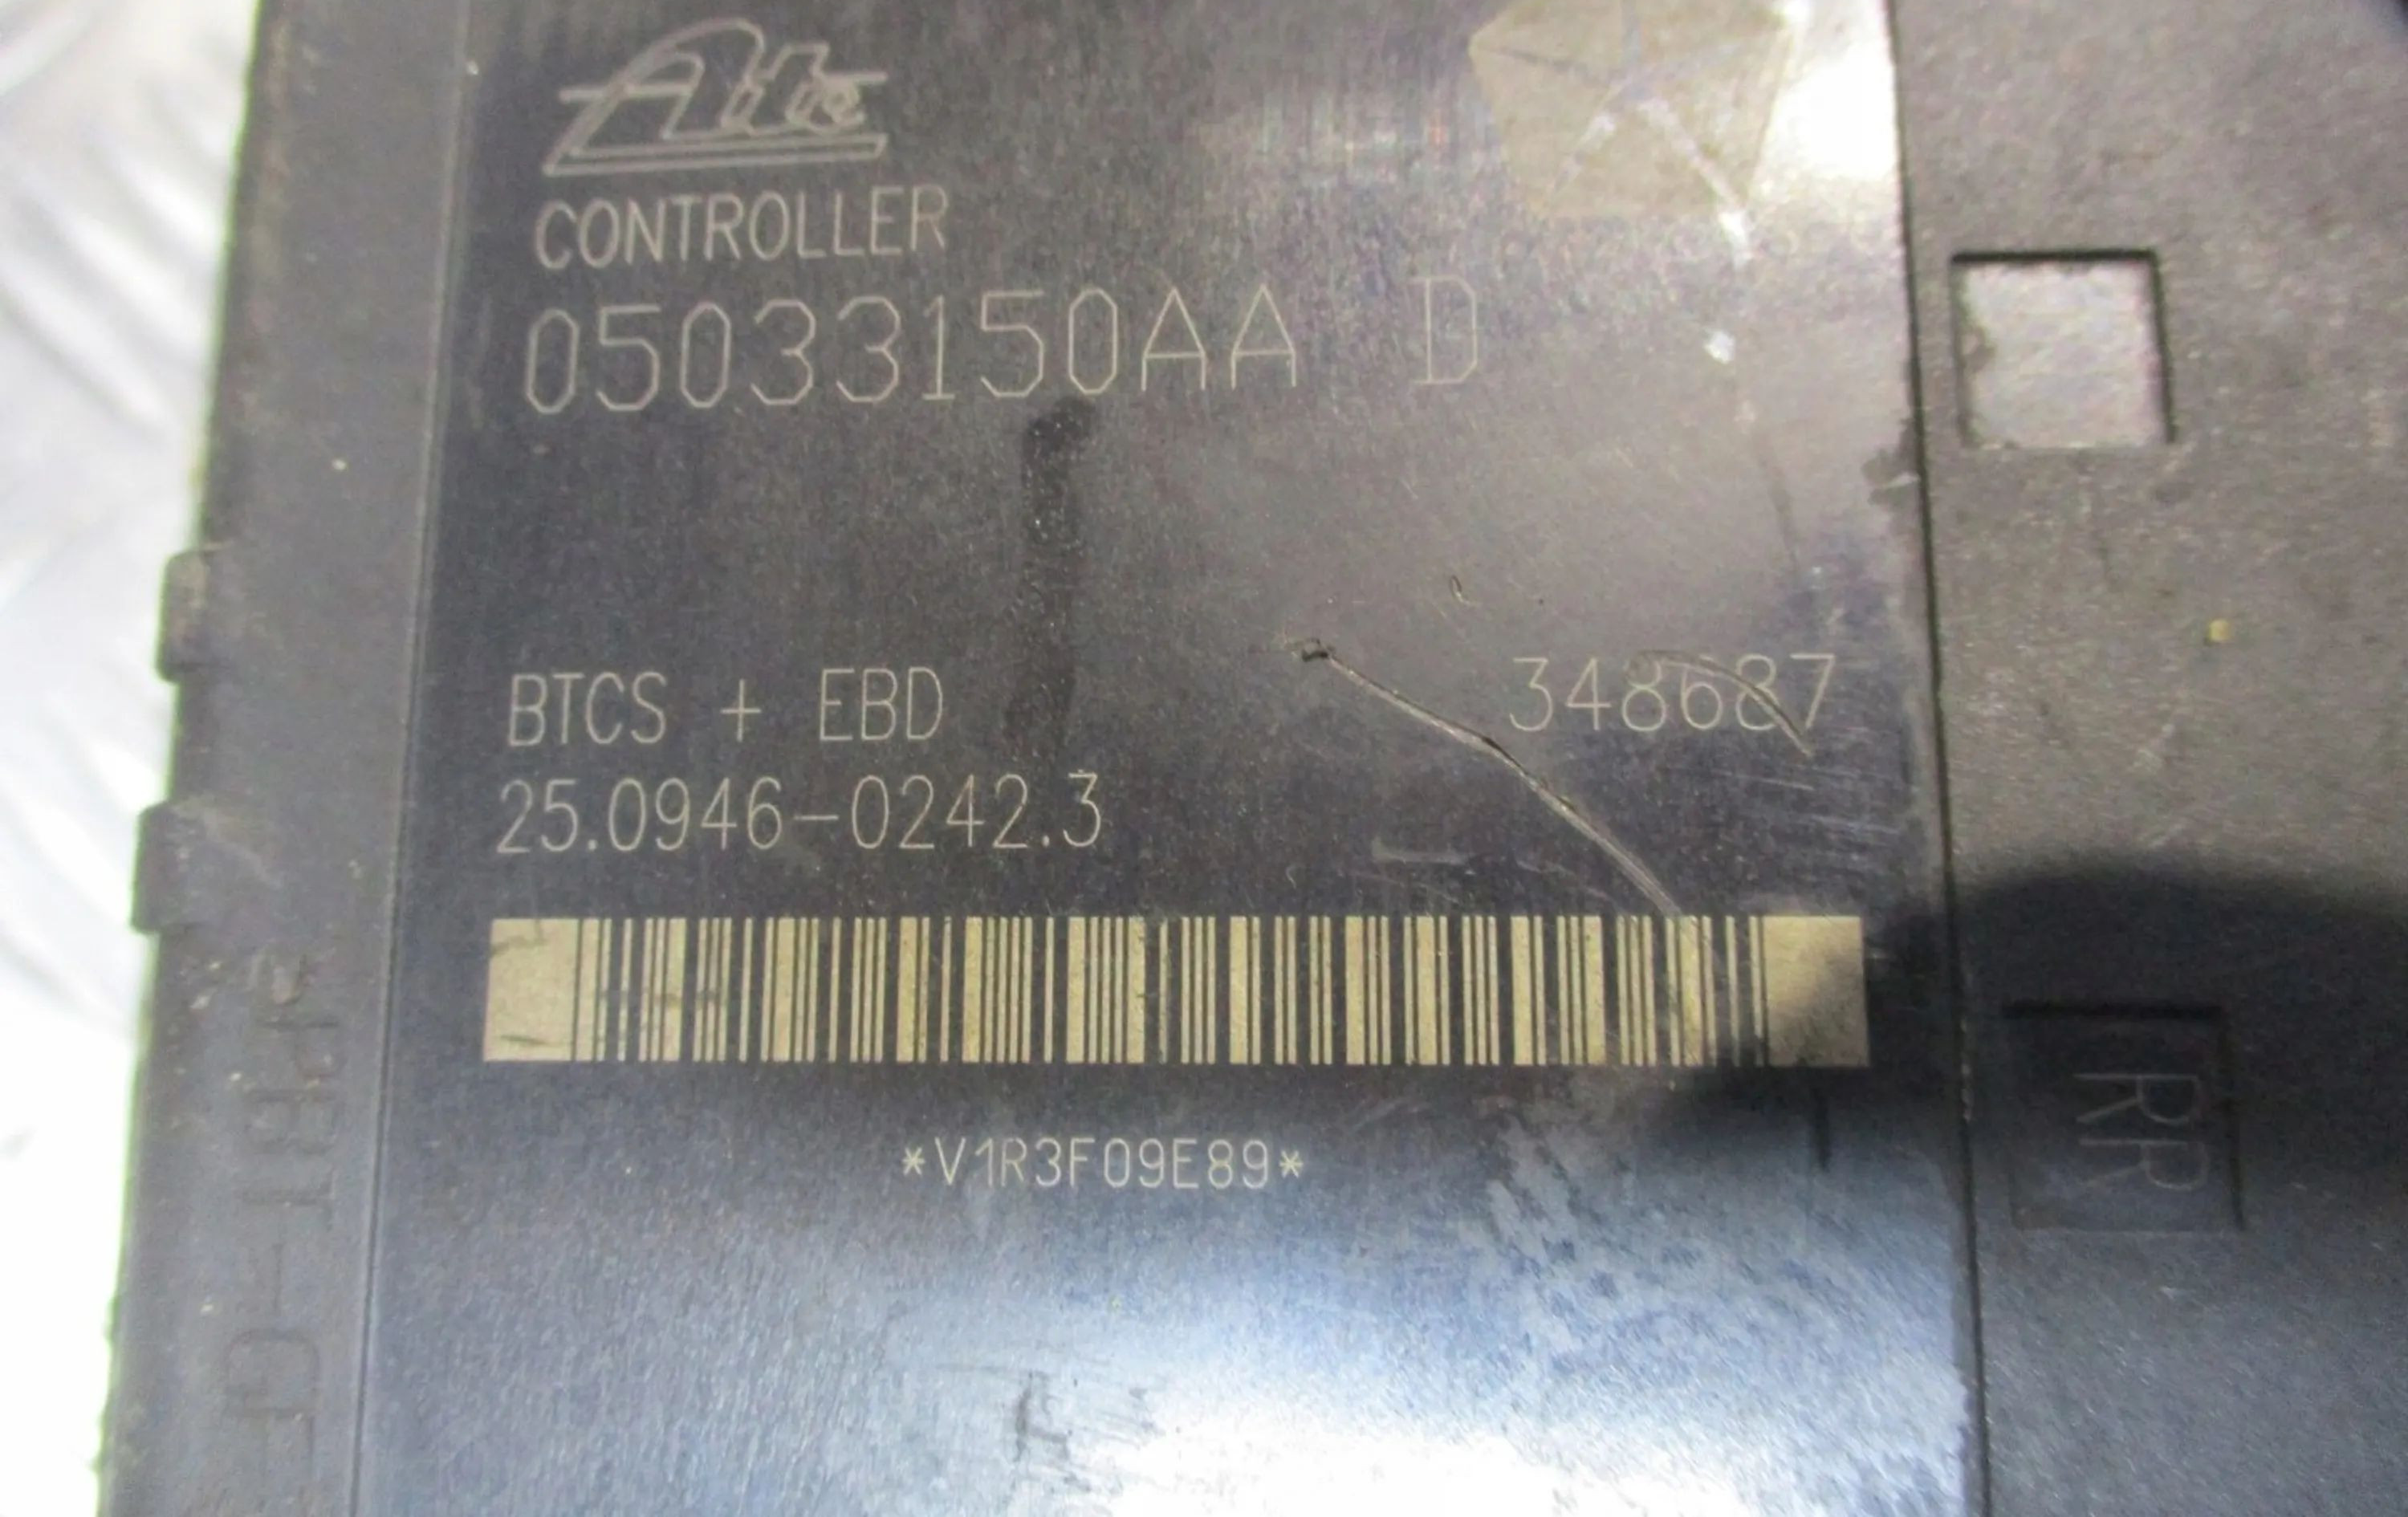 Ate
CONTROLLER
05033150AA D
BTCS + EBD 348687
25.0946-0242.3
*V1R3F09E89*
RR